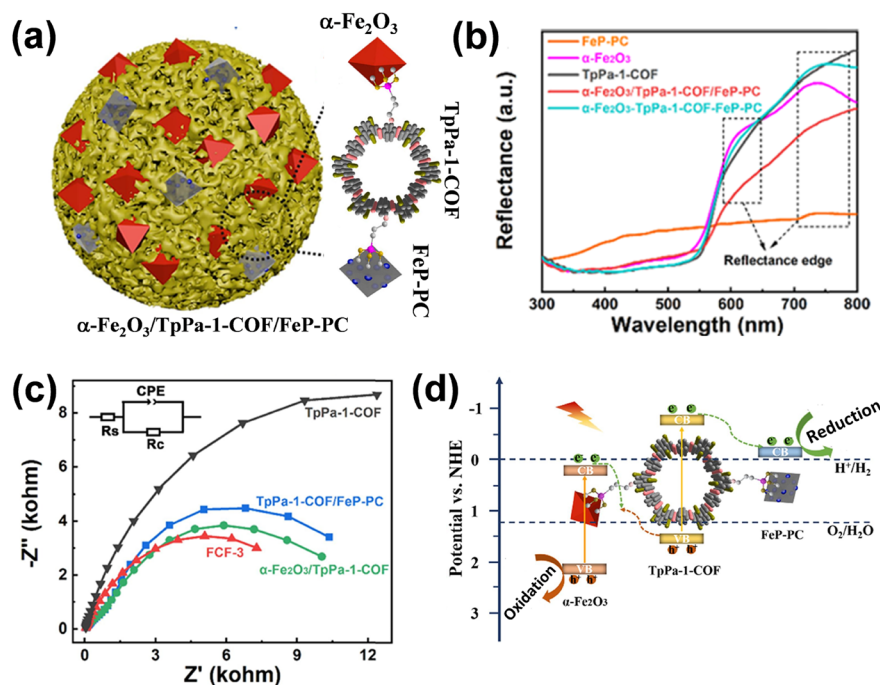 (a)
α-Fe₂O₃
TpPa-1-COF
FeP-PC
α-Fe₂O₃/TpPa-1-COF/FeP-PC
(b)
FeP-PC
α-Fe₂O₃
TpPa-1-COF
α-Fe₂O₃/TpPa-1-COF/FeP-PC
α-Fe₂O₃-TpPa-1-COF-FeP-PC
Reflectance (a.u.)
Reflectance edge
300 400 500 600 700 800
Wavelength (nm)
(c)
CPE
Rs
Rc
TpPa-1-COF
TpPa-1-COF/FeP-PC
FCF-3
α-Fe₂O₃/TpPa-1-COF
-Z'' (kohm)
8
6
4
2
0
0 3 6 9 12
Z' (kohm)
(d)
Potential vs. NHE
-1
0
1
2
3
e⁻ e⁻
CB
e⁻ e⁻
CB
e⁻ e⁻
CB
Reduction
H⁺/H₂
O₂/H₂O
VB
h⁺ h⁺
VB
h⁺ h⁺
Oxidation
α-Fe₂O₃
TpPa-1-COF
FeP-PC